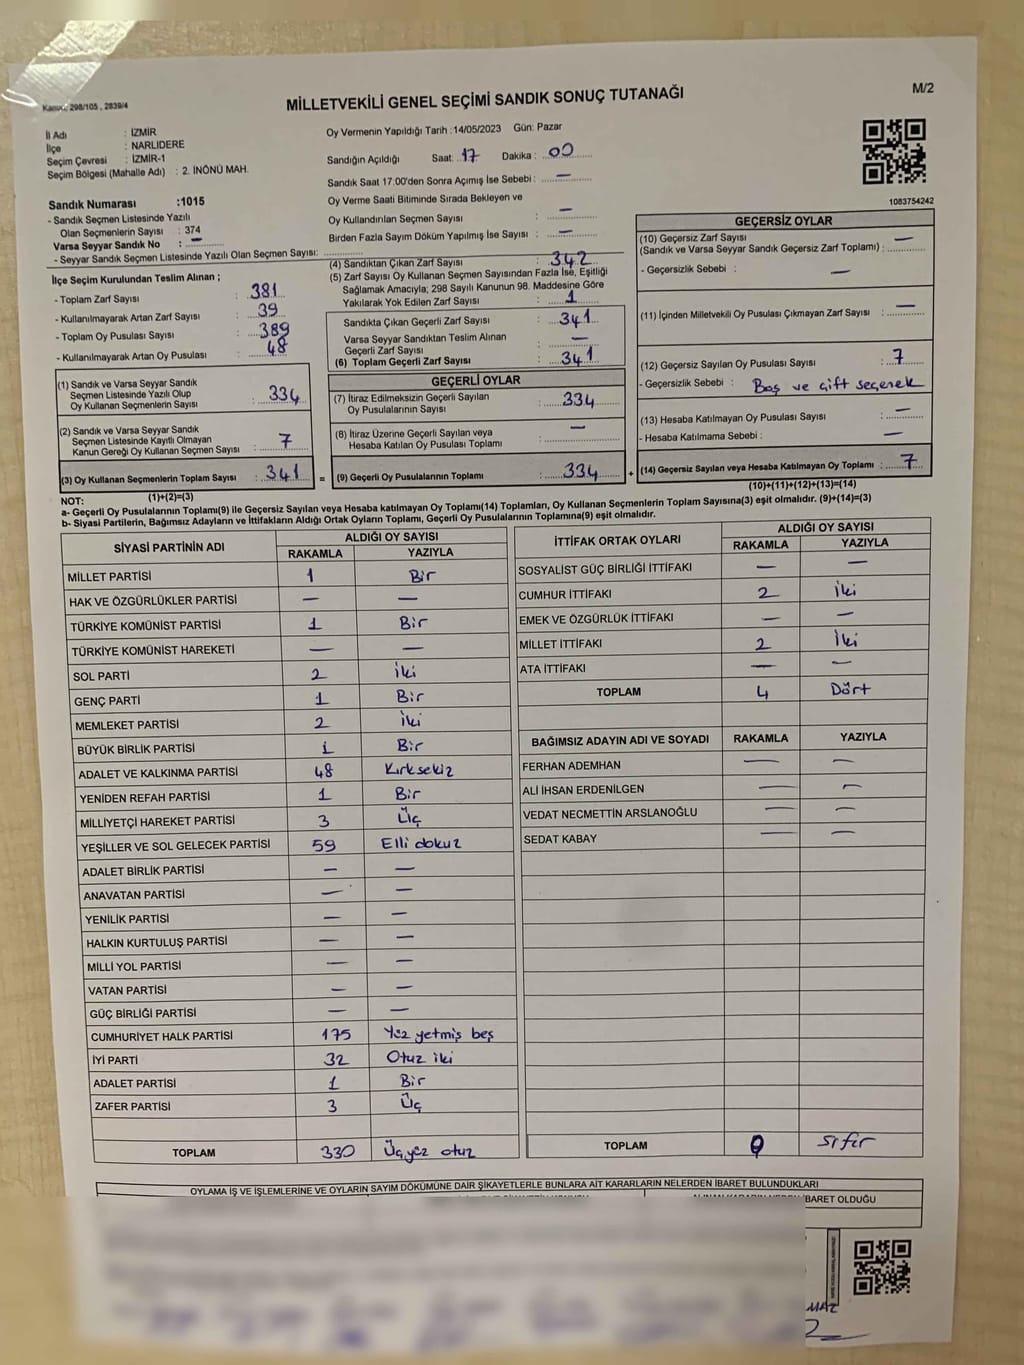 Kanun: 298/105 , 2839/4
MİLLETVEKİLİ GENEL SEÇİMİ SANDIK SONUÇ TUTANAĞI
M/2
İl Adı : İZMİR
İlçe : NARLIDERE
Seçim Çevresi : İZMİR-1
Seçim Bölgesi (Mahalle Adı) : 2. İNÖNÜ MAH.
Oy Vermenin Yapıldığı Tarih :14/05/2023 Gün: Pazar
Sandığın Açıldığı Saat: 17 Dakika : 00
Sandık Saat 17:00'den Sonra Açımış İse Sebebi : —
Oy Verme Saati Bitiminde Sırada Bekleyen ve
Oy Kullandırılan Seçmen Sayısı : —
Birden Fazla Sayım Döküm Yapılmış İse Sayısı : —
Sandık Numarası :1015
- Sandık Seçmen Listesinde Yazılı
Olan Seçmenlerin Sayısı : 374
Varsa Seyyar Sandık No : —
- Seyyar Sandık Seçmen Listesinde Yazılı Olan Seçmen Sayısı:
İlçe Seçim Kurulundan Teslim Alınan ;
- Toplam Zarf Sayısı : 381
- Kullanılmayarak Artan Zarf Sayısı : 39
- Toplam Oy Pusulası Sayısı : 389
- Kullanılmayarak Artan Oy Pusulası : 48
(1) Sandık ve Varsa Seyyar Sandık
Seçmen Listesinde Yazılı Olup
Oy Kullanan Seçmenlerin Sayısı : 334
(2) Sandık ve Varsa Seyyar Sandık
Seçmen Listesinde Kayıtlı Olmayan
Kanun Gereği Oy Kullanan Seçmen Sayısı : 7
(3) Oy Kullanan Seçmenlerin Toplam Sayısı : 341
(1)+(2)=(3)
(4) Sandıktan Çıkan Zarf Sayısı : 342
(5) Zarf Sayısı Oy Kullanan Seçmen Sayısından Fazla İse, Eşitliği
Sağlamak Amacıyla; 298 Sayılı Kanunun 98. Maddesine Göre
Yakılarak Yok Edilen Zarf Sayısı : 1
Sandıkta Çıkan Geçerli Zarf Sayısı : 341
Varsa Seyyar Sandıktan Teslim Alınan
Geçerli Zarf Sayısı : —
(6) Toplam Geçerli Zarf Sayısı : 341
GEÇERLİ OYLAR
(7) İtiraz Edilmeksizin Geçerli Sayılan
Oy Pusulalarının Sayısı : 334
(8) İtiraz Üzerine Geçerli Sayılan veya
Hesaba Katılan Oy Pusulası Toplamı : —
= (9) Geçerli Oy Pusulalarının Toplamı : 334
1083754242
GEÇERSİZ OYLAR
(10) Geçersiz Zarf Sayısı
(Sandık ve Varsa Seyyar Sandık Geçersiz Zarf Toplamı) : —
- Geçersizlik Sebebi : —
(11) İçinden Milletvekili Oy Pusulası Çıkmayan Zarf Sayısı : —
(12) Geçersiz Sayılan Oy Pusulası Sayısı : 7
- Geçersizlik Sebebi : Boş ve çift seçenek
(13) Hesaba Katılmayan Oy Pusulası Sayısı : —
- Hesaba Katılmama Sebebi : —
+ (14) Geçersiz Sayılan veya Hesaba Katılmayan Oy Toplamı : 7
(10)+(11)+(12)+(13)=(14)
NOT:
a- Geçerli Oy Pusulaları Toplamı(9) ile Geçersiz Sayılan veya Hesaba katılmayan Oy Toplamı(14) Toplamları, Oy Kullanan Seçmenlerin Toplam Sayısına(3) eşit olmalıdır. (9)+(14)=(3)
b- Siyasi Partilerin, Bağımsız Adayların ve İttifakların Aldığı Ortak Oyların Toplamı, Geçerli Oy Pusulalarının Toplamına(9) eşit olmalıdır.
SİYASİ PARTİNİN ADI ALDIĞI OY SAYISI
RAKAMLA YAZIYLA
MİLLET PARTİSİ 1 Bir
HAK VE ÖZGÜRLÜKLER PARTİSİ — —
TÜRKİYE KOMÜNİST PARTİSİ 1 Bir
TÜRKİYE KOMÜNİST HAREKETİ — —
SOL PARTİ 2 İki
GENÇ PARTİ 1 Bir
MEMLEKET PARTİSİ 2 İki
BÜYÜK BİRLİK PARTİSİ 1 Bir
ADALET VE KALKINMA PARTİSİ 48 Kırksekiz
YENİDEN REFAH PARTİSİ 1 Bir
MİLLİYETÇİ HAREKET PARTİSİ 3 Üç
YEŞİLLER VE SOL GELECEK PARTİSİ 59 Elli dokuz
ADALET BİRLİK PARTİSİ — —
ANAVATAN PARTİSİ — —
YENİLİK PARTİSİ — —
HALKIN KURTULUŞ PARTİSİ — —
MİLLİ YOL PARTİSİ — —
VATAN PARTİSİ — —
GÜÇ BİRLİĞİ PARTİSİ — —
CUMHURİYET HALK PARTİSİ 175 Yüz yetmiş beş
İYİ PARTİ 32 Otuz iki
ADALET PARTİSİ 1 Bir
ZAFER PARTİSİ 3 Üç
TOPLAM 330 Üçyüz otuz
İTTİFAK ORTAK OYLARI ALDIĞI OY SAYISI
RAKAMLA YAZIYLA
SOSYALİST GÜÇ BİRLİĞİ İTTİFAKI — —
CUMHUR İTTİFAKI 2 İki
EMEK VE ÖZGÜRLÜK İTTİFAKI — —
MİLLET İTTİFAKI 2 İki
ATA İTTİFAKI — —
TOPLAM 4 Dört
BAĞIMSIZ ADAYIN ADI VE SOYADI RAKAMLA YAZIYLA
FERHAN ADEMHAN — —
ALİ İHSAN ERDENİLGEN — —
VEDAT NECMETTİN ARSLANOĞLU — —
SEDAT KABAY — —
TOPLAM 0 Sıfır
OYLAMA İŞ VE İŞLEMLERİNE VE OYLARIN SAYIM DÖKÜMÜNE DAİR ŞİKAYETLERLE BUNLARA AİT KARARLARIN NELERDEN İBARET BULUNDUKLARI
İBARET OLDUĞU